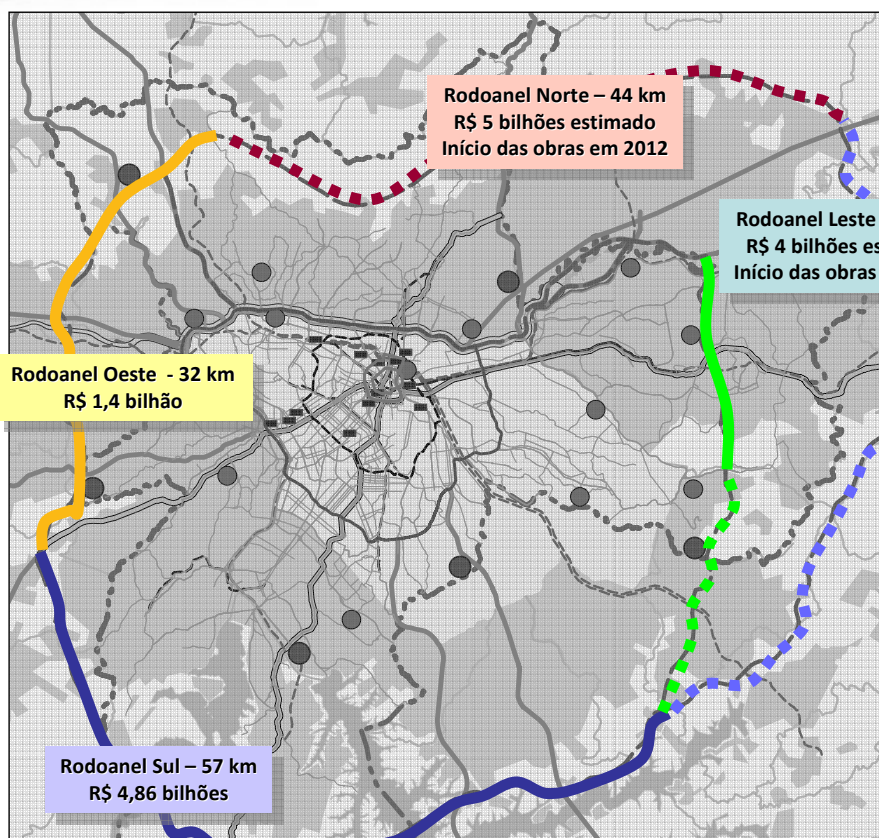 Rodoanel Norte – 44 km
R$ 5 bilhões estimado
Início das obras em 2012
Rodoanel Leste
R$ 4 bilhões es
Início das obras
Rodoanel Oeste - 32 km
R$ 1,4 bilhão
Rodoanel Sul – 57 km
R$ 4,86 bilhões